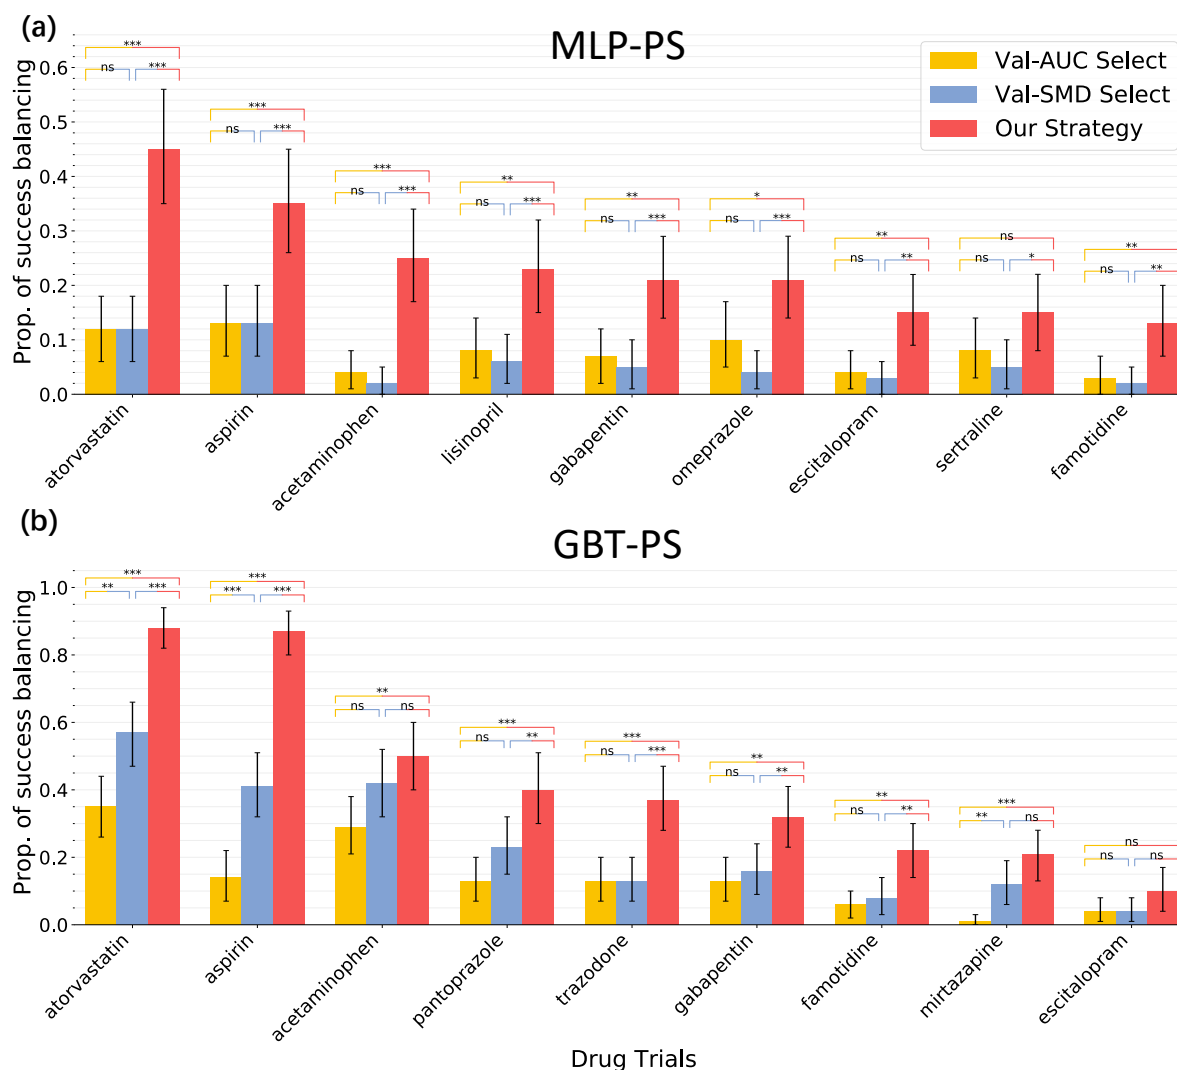 (a)
MLP-PS
Val-AUC Select
Val-SMD Select
Our Strategy
Prop. of success balancing
0.6
0.5
0.4
0.3
0.2
0.1
0.0
*** ns ***
*** ns ***
*** ns ***
** ns ***
** ns ***
* ns ***
** ns **
ns ns *
** ns **
atorvastatin
aspirin
acetaminophen
lisinopril
gabapentin
omeprazole
escitalopram
sertraline
famotidine
(b)
GBT-PS
Prop. of success balancing
1.0
0.8
0.6
0.4
0.2
0.0
*** ** ***
*** *** ***
** ns ns
*** ns **
*** ns ***
** ns **
** ns **
*** ** ns
ns ns ns
atorvastatin
aspirin
acetaminophen
pantoprazole
trazodone
gabapentin
famotidine
mirtazapine
escitalopram
Drug Trials